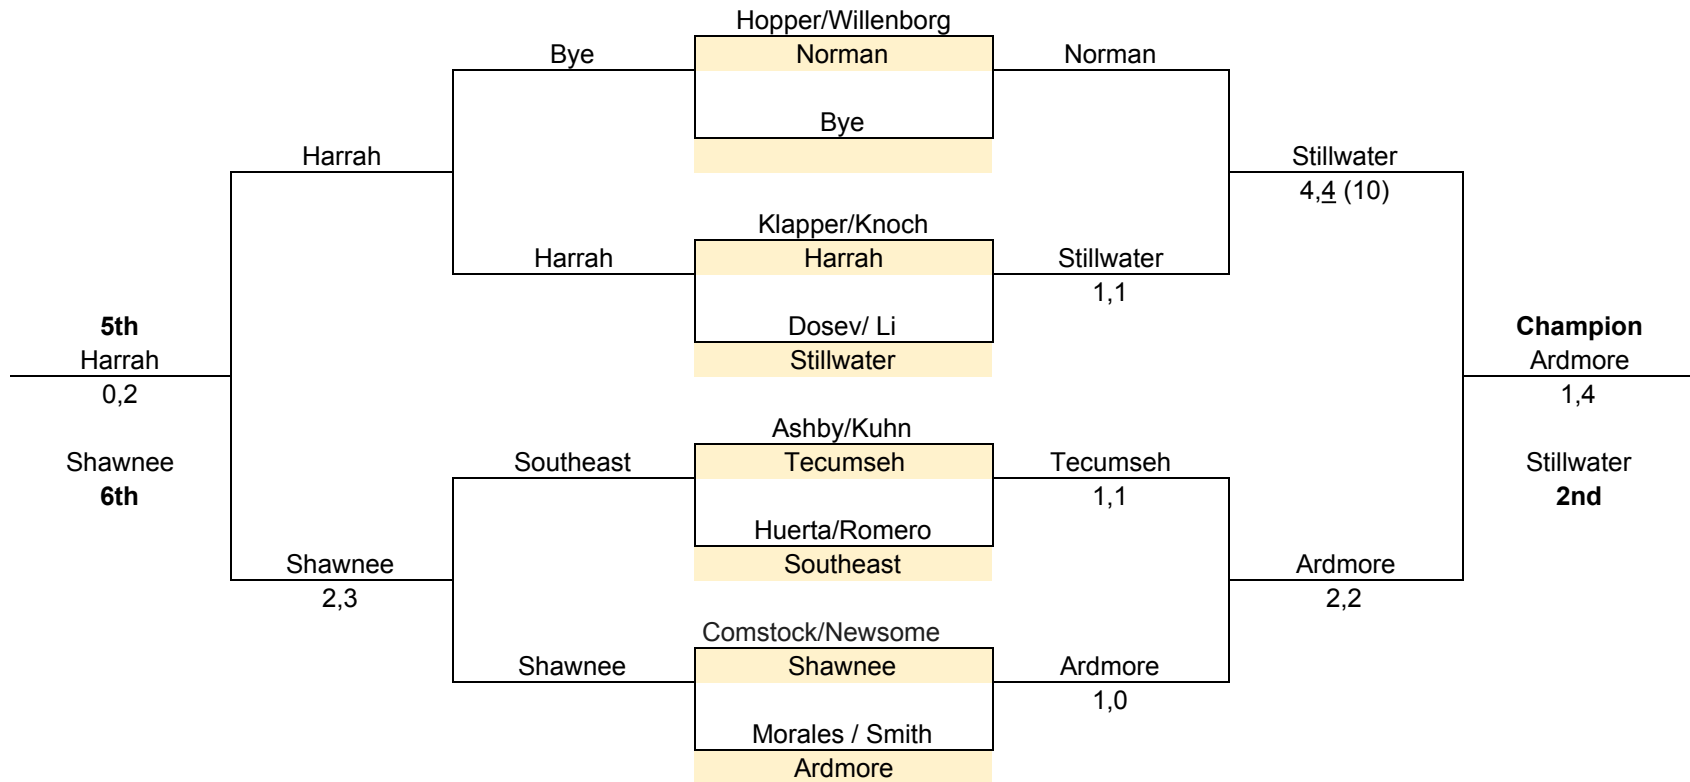 Hopper/Willenborg
Bye Norman Norman
Bye
Harrah Stillwater
4,4 (10)
Klapper/Knoch
Harrah Harrah Stillwater
1,1
5th Dosev/ Li Champion
Harrah Stillwater Ardmore
0,2 1,4
Ashby/Kuhn
Shawnee Southeast Tecumseh Tecumseh Stillwater
6th 1,1 2nd
Huerta/Romero
Shawnee Southeast Ardmore
2,3 2,2
Comstock/Newsome
Shawnee Shawnee Ardmore
1,0
Morales / Smith
Ardmore